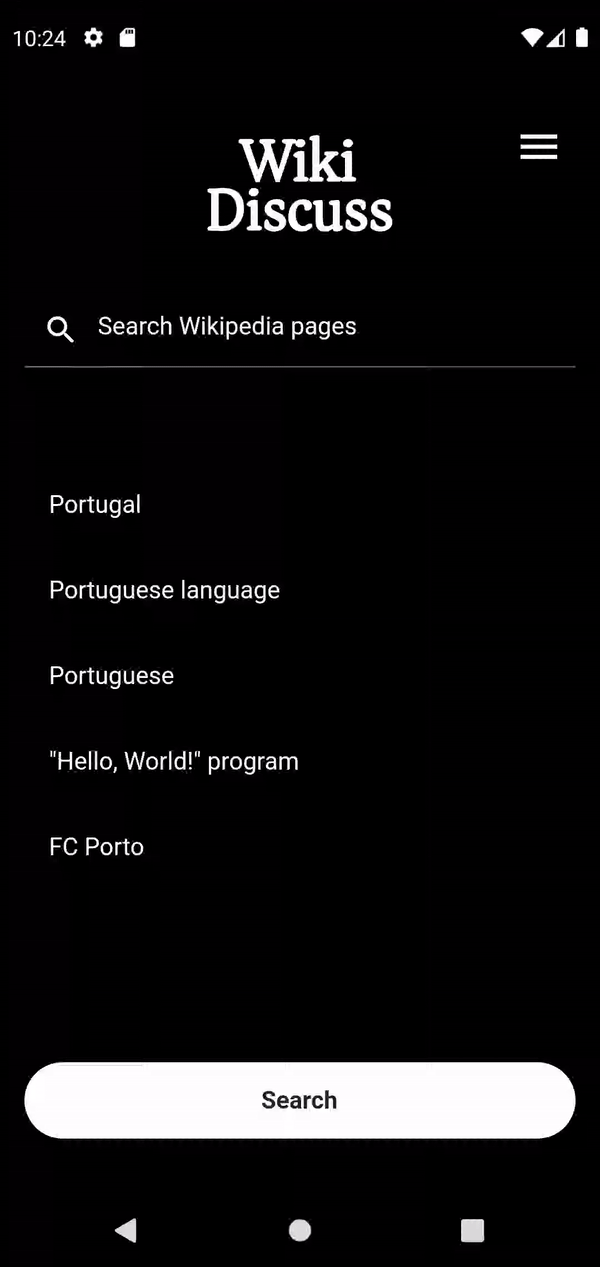 10:24
Wiki
Discuss
Search Wikipedia pages
Portugal
Portuguese language
Portuguese
"Hello, World!" program
FC Porto
Search